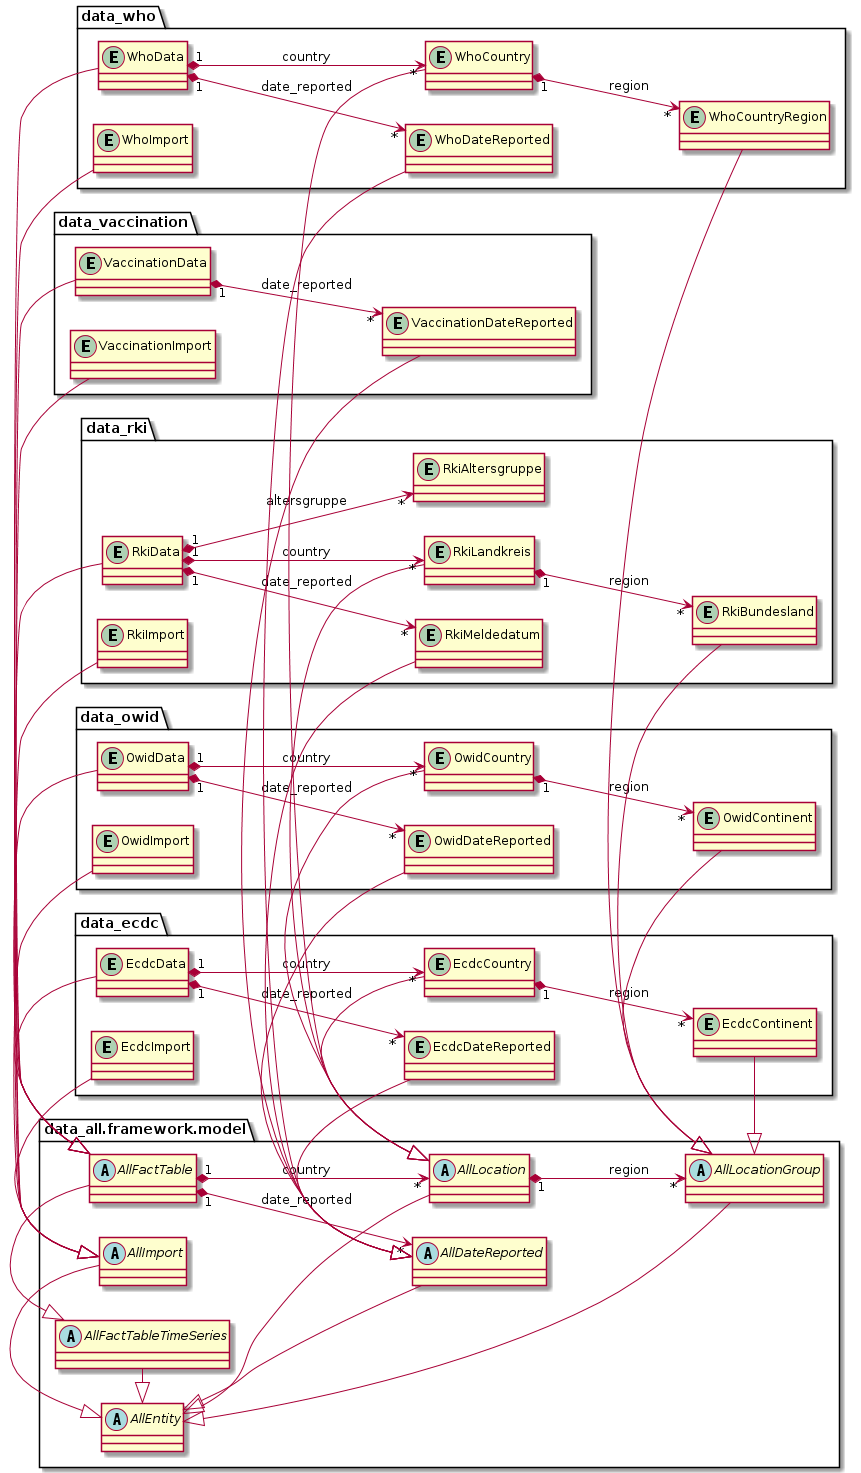 data_who
E WhoData
1
country
*
E WhoCountry
1
date_reported
1
region
*
E WhoCountryRegion
E WhoImport
*
E WhoDateReported
data_vaccination
E VaccinationData
1
date_reported
*
E VaccinationDateReported
E VaccinationImport
data_rki
E RkiAltersgruppe
altersgruppe
*
1
E RkiData
1
country
*
E RkiLandkreis
1
date_reported
1
region
*
E RkiBundesland
E RkiImport
*
E RkiMeldedatum
data_owid
E OwidData
1
country
*
E OwidCountry
1
date_reported
1
region
*
E OwidContinent
E OwidImport
*
E OwidDateReported
data_ecdc
E EcdcData
1
country
*
E EcdcCountry
1
date_reported
1
region
*
E EcdcContinent
E EcdcImport
*
E EcdcDateReported
data_all.framework.model
A AllFactTable
1
country
*
A AllLocation
1
region
*
A AllLocationGroup
1
date_reported
*
A AllImport
A AllDateReported
A AllFactTableTimeSeries
A AllEntity